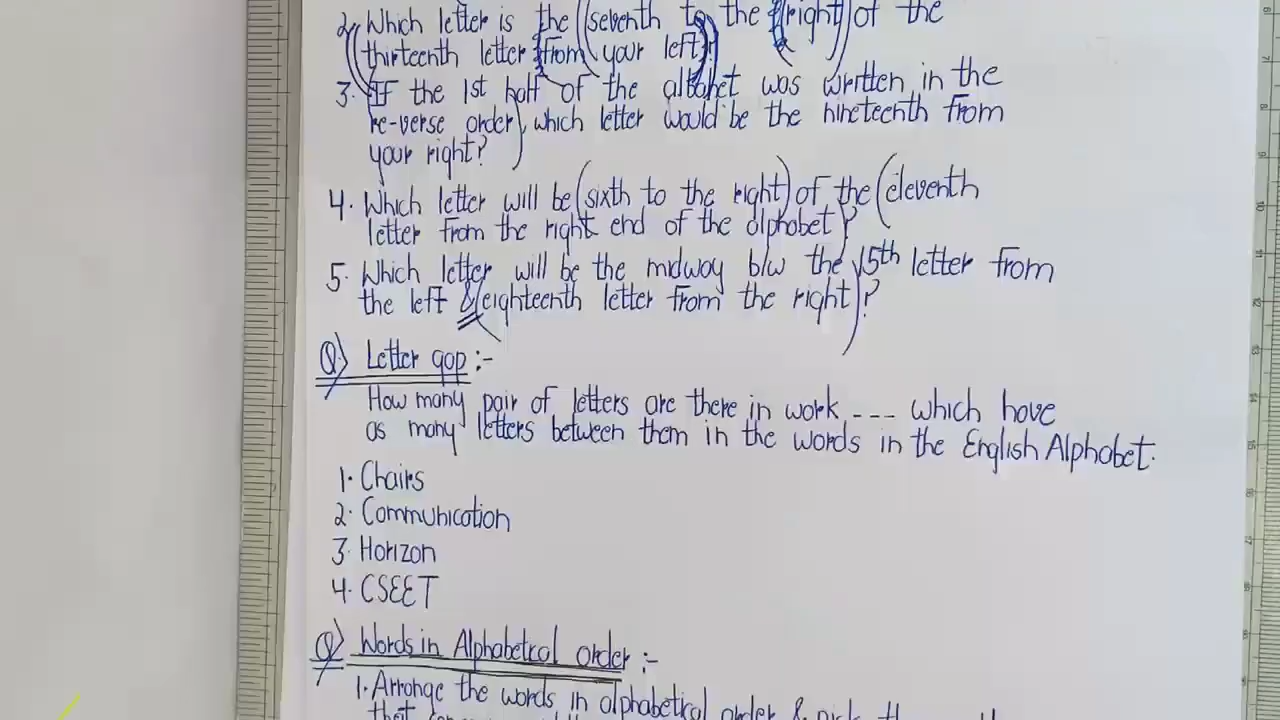 2. Which letter is the (seventh to the (right) of the
thirteenth letter from your left).
3. If the 1st half of the alfabet was written in the
re-verse order, which letter would be the nineteenth from
your right?
4. Which letter will be (sixth to the right) of the (eleventh
letter from the right end of the alphabet)?
5. Which letter will be the midway b/w the 15th letter from
the left & (eighteenth letter from the right)?
Q) Letter gap :-
How many pair of letters are there in work --- which have
as many letters between them in the words in the English Alphabet.
1. Chairs
2. Communication
3. Horizon
4. CSEET
Q) Words in Alphabetical order :-
1. Arrange the words in alphabetical order & pick the
that